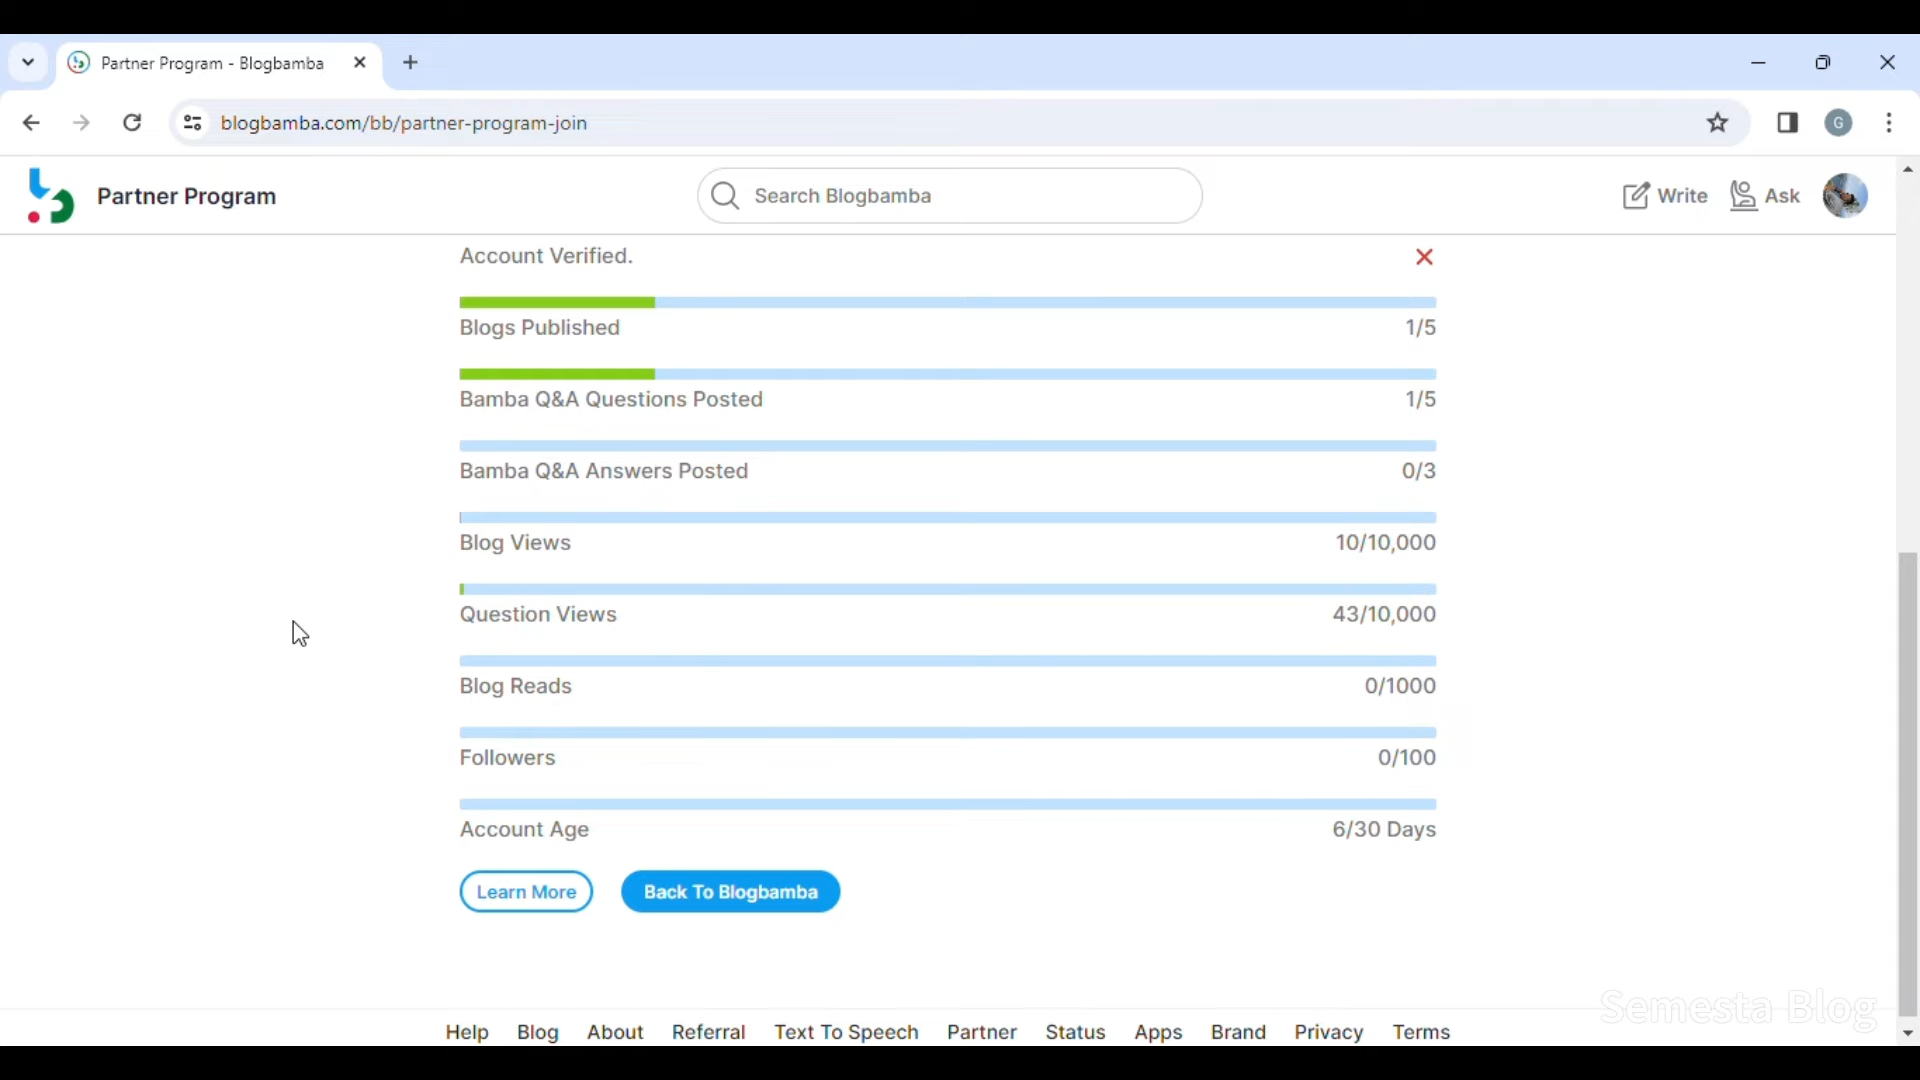 Partner Program - Blogbamba
blogbamba.com/bb/partner-program-join
G
Partner Program
Search Blogbamba
Write
Ask
Account Verified.
Blogs Published 1/5
Bamba Q&A Questions Posted 1/5
Bamba Q&A Answers Posted 0/3
Blog Views 10/10,000
Question Views 43/10,000
Blog Reads 0/1000
Followers 0/100
Account Age 6/30 Days
Learn More Back To Blogbamba
Semesta Blog
Help Blog About Referral Text To Speech Partner Status Apps Brand Privacy Terms